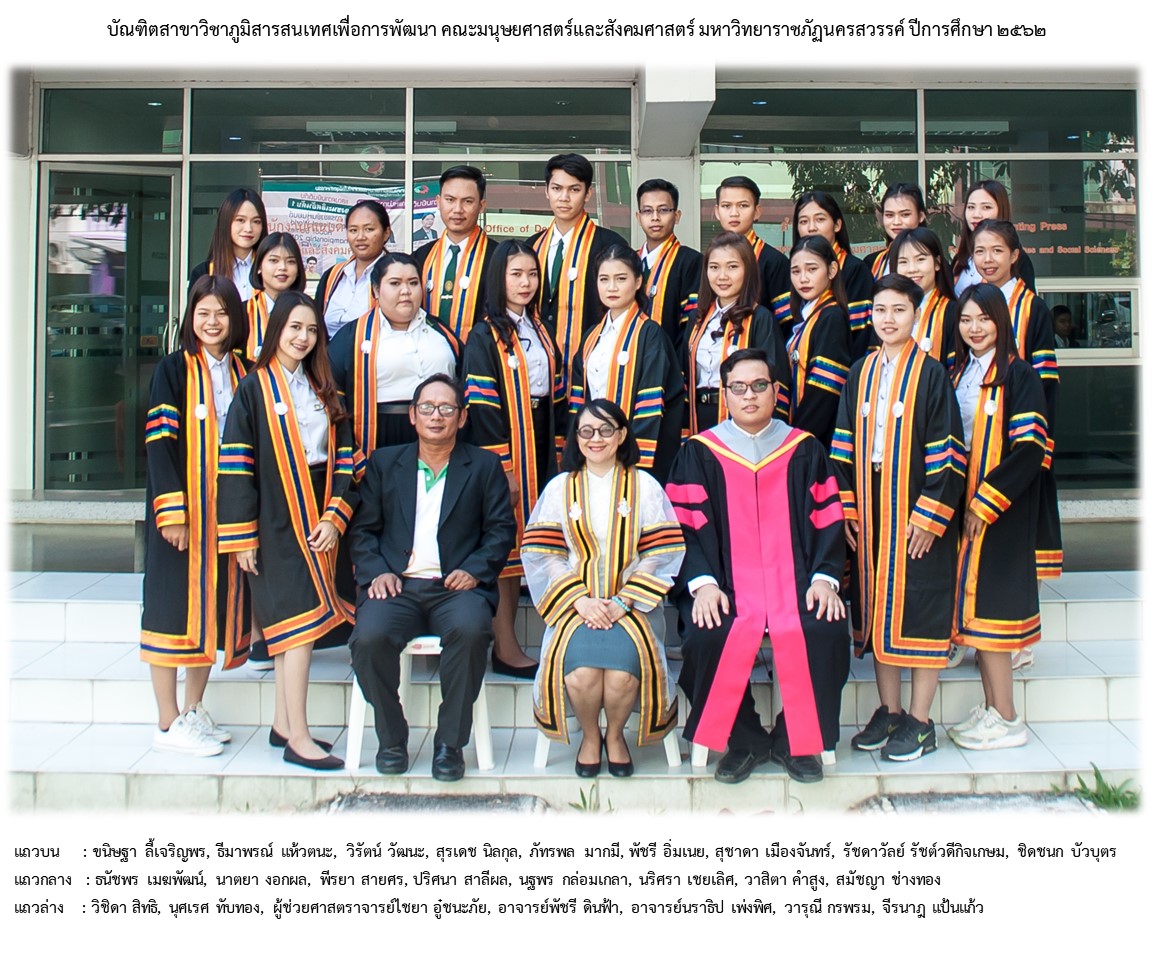 บัณฑิตสาขาวิชาภูมิสารสนเทศเพื่อการพัฒนา คณะมนุษยศาสตร์และสังคมศาสตร์ มหาวิทยาราชภัฏนครสวรรค์ ปีการศึกษา ๒๕๖๒
Office of De
nting Press
es and Social Sciences
แถวบน : ขนิษฐา ลี้เจริญพร, ธีมาพรณ์ แห้วตนะ, วิรัตน์ วัฒนะ, สุรเดช นิลกุล, ภัทรพล มากมี, พัชรี อิ่มเนย, สุชาดา เมืองจันทร์, รัชดาวัลย์ รัชต์วดีกิจเกษม, ชิดชนก บัวบุตร
แถวกลาง : ธนัชพร เมฆพัฒน์, นาตยา งอกผล, พีรยา สายศร, ปริศนา สาลีผล, นฐพร กล่อมเกลา, นริศรา เชยเลิศ, วาสิตา คำสูง, สมัชญา ช่างทอง
แถวล่าง : วิชิดา สิทธิ, นุศเรศ ทับทอง, ผู้ช่วยศาสตราจารย์ไชยา อู๋ชนะภัย, อาจารย์พัชรี ดินฟ้า, อาจารย์นราธิป เพ่งพิศ, วารุณี กรพรม, จีรนาฎ แป้นแก้ว